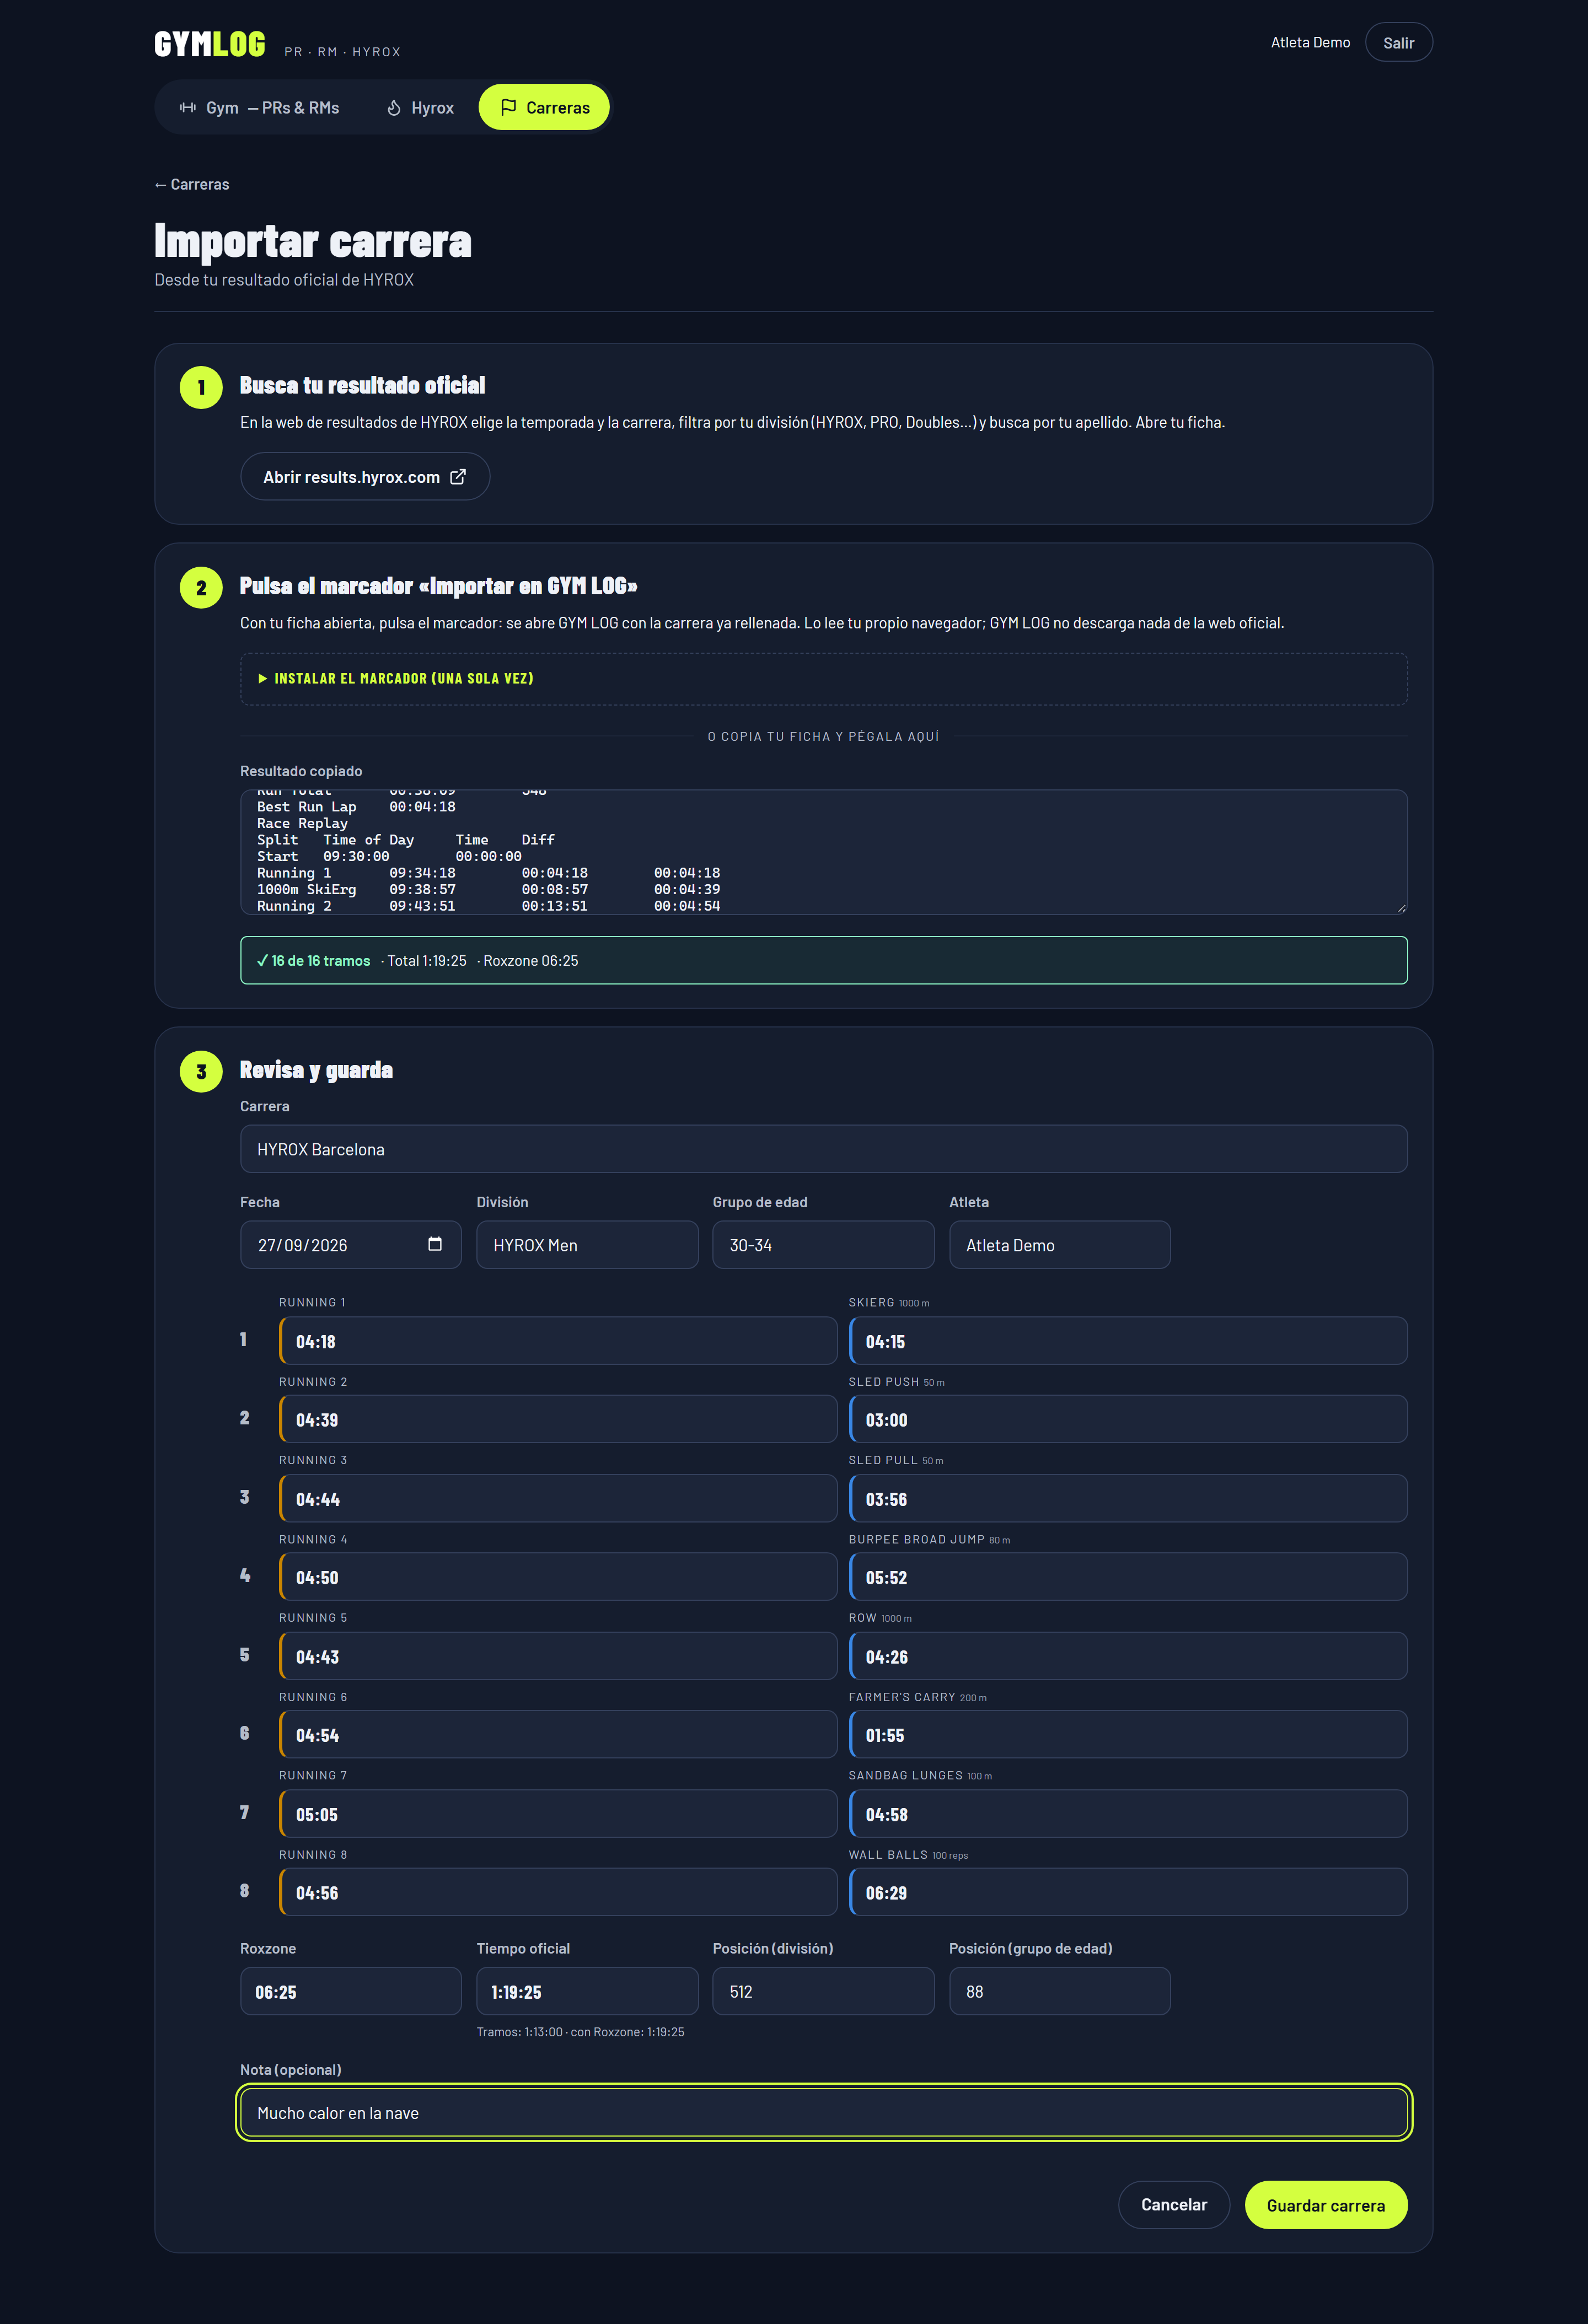 GYMLOG PR · RM · HYROX
Atleta Demo Salir
Gym — PRs & RMs Hyrox Carreras
← Carreras
Importar carrera
Desde tu resultado oficial de HYROX
1 Busca tu resultado oficial
En la web de resultados de HYROX elige la temporada y la carrera, filtra por tu división (HYROX, PRO, Doubles...) y busca por tu apellido. Abre tu ficha.
Abrir results.hyrox.com
2 Pulsa el marcador «Importar en GYM LOG»
Con tu ficha abierta, pulsa el marcador: se abre GYM LOG con la carrera ya rellenada. Lo lee tu propio navegador; GYM LOG no descarga nada de la web oficial.
▶ INSTALAR EL MARCADOR (UNA SOLA VEZ)
O COPIA TU FICHA Y PÉGALA AQUÍ
Resultado copiado
Run Total 00:38:09 548
Best Run Lap 00:04:18
Race Replay
Split Time of Day Time Diff
Start 09:30:00 00:00:00
Running 1 09:34:18 00:04:18 00:04:18
1000m SkiErg 09:38:57 00:08:57 00:04:39
Running 2 09:43:51 00:13:51 00:04:54
✓ 16 de 16 tramos · Total 1:19:25 · Roxzone 06:25
3 Revisa y guarda
Carrera
HYROX Barcelona
Fecha División Grupo de edad Atleta
27/09/2026 HYROX Men 30-34 Atleta Demo
RUNNING 1 SKIERG 1000 m
1 04:18 04:15
RUNNING 2 SLED PUSH 50 m
2 04:39 03:00
RUNNING 3 SLED PULL 50 m
3 04:44 03:56
RUNNING 4 BURPEE BROAD JUMP 80 m
4 04:50 05:52
RUNNING 5 ROW 1000 m
5 04:43 04:26
RUNNING 6 FARMER'S CARRY 200 m
6 04:54 01:55
RUNNING 7 SANDBAG LUNGES 100 m
7 05:05 04:58
RUNNING 8 WALL BALLS 100 reps
8 04:56 06:29
Roxzone Tiempo oficial Posición (división) Posición (grupo de edad)
06:25 1:19:25 512 88
Tramos: 1:13:00 · con Roxzone: 1:19:25
Nota (opcional)
Mucho calor en la nave
Cancelar Guardar carrera